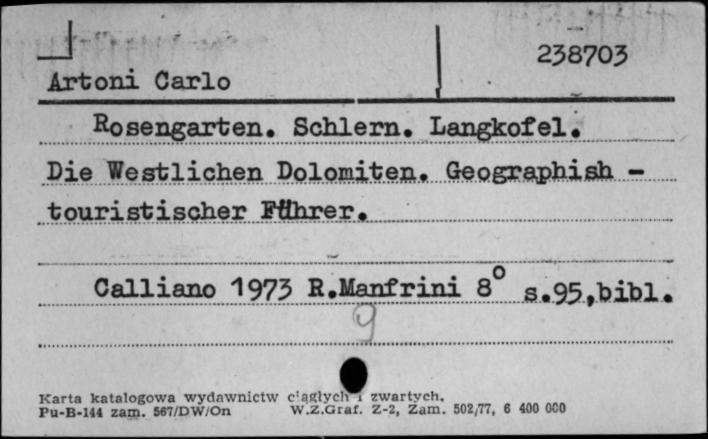 238703
Artoni Carlo
Rosengarten. Schlern. Langkofel.
Die Westlichen Dolomiten. Geographish -
touristischer Führer.
Calliano 1973 R.Manfrini 8° s.95,bibl.
9
Karta katalogowa wydawnictw ciągłych i zwartych.
Pu-B-144 zam. 567/DW/On W.Z.Graf. Z-2, Zam. 502/77, 6 400 000